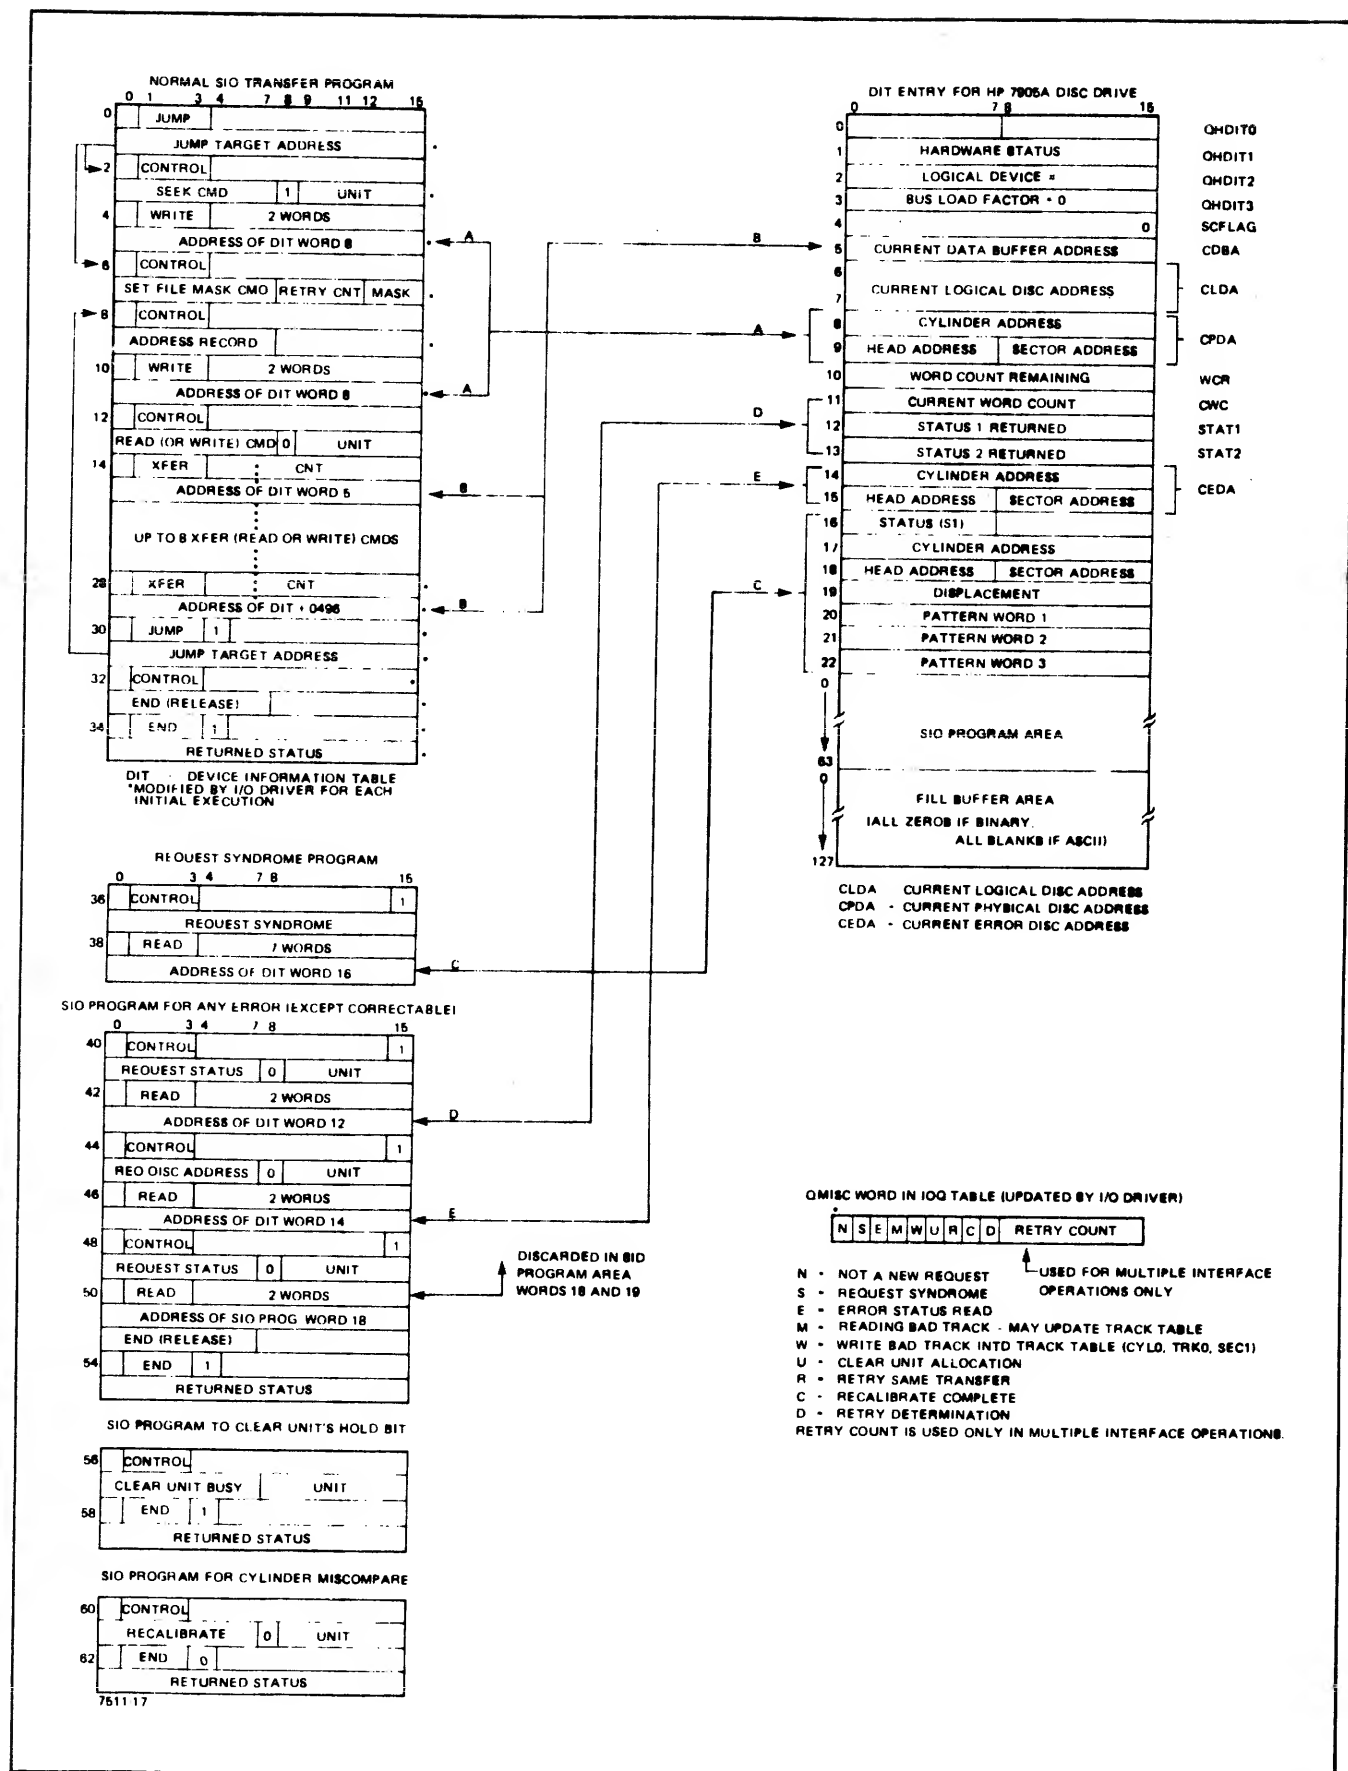 NORMAL SIO TRANSFER PROGRAM
0 1 3 4 7 8 9 11 12 15
0 JUMP
JUMP TARGET ADDRESS
2 CONTROL
SEEK CMD 1 UNIT
4 WRITE 2 WORDS
ADDRESS OF DIT WORD 8 A
6 CONTROL
SET FILE MASK CMD RETRY CNT MASK
8 CONTROL
ADDRESS RECORD
10 WRITE 2 WORDS
ADDRESS OF DIT WORD 8 A
12 CONTROL
READ (OR WRITE) CMD 0 UNIT
14 XFER CNT
ADDRESS OF DIT WORD 5 B
UP TO 8 XFER (READ OR WRITE) CMDS
28 XFER CNT
ADDRESS OF DIT + 0496 B
30 JUMP 1
JUMP TARGET ADDRESS
32 CONTROL
END (RELEASE)
34 END 1
RETURNED STATUS
DIT - DEVICE INFORMATION TABLE
*MODIFIED BY I/O DRIVER FOR EACH
INITIAL EXECUTION
REQUEST SYNDROME PROGRAM
0 3 4 7 8 15
36 CONTROL 1
REQUEST SYNDROME
38 READ 7 WORDS
ADDRESS OF DIT WORD 16 C
SIO PROGRAM FOR ANY ERROR (EXCEPT CORRECTABLE)
0 3 4 7 8 15
40 CONTROL 1
REQUEST STATUS 0 UNIT
42 READ 2 WORDS
ADDRESS OF DIT WORD 12 D
44 CONTROL 1
REQ DISC ADDRESS 0 UNIT
46 READ 2 WORDS
ADDRESS OF DIT WORD 14 E
48 CONTROL 1
REQUEST STATUS 0 UNIT
50 READ 2 WORDS
ADDRESS OF SIO PROG WORD 18
END (RELEASE)
54 END 1
RETURNED STATUS
DISCARDED IN SIO
PROGRAM AREA
WORDS 18 AND 19
SIO PROGRAM TO CLEAR UNIT'S HOLD BIT
56 CONTROL
CLEAR UNIT BUSY UNIT
58 END 1
RETURNED STATUS
SIO PROGRAM FOR CYLINDER MISCOMPARE
60 CONTROL
RECALIBRATE 0 UNIT
62 END 0
RETURNED STATUS
7511 17
DIT ENTRY FOR HP 7905A DISC DRIVE
0 7 8 15
0 QHDIT0
1 HARDWARE STATUS QHDIT1
2 LOGICAL DEVICE # QHDIT2
3 BUS LOAD FACTOR = 0 QHDIT3
4 0 SCFLAG
B 5 CURRENT DATA BUFFER ADDRESS CDBA
6
CURRENT LOGICAL DISC ADDRESS CLDA
7
A 8 CYLINDER ADDRESS
CPDA
9 HEAD ADDRESS SECTOR ADDRESS
10 WORD COUNT REMAINING WCR
11 CURRENT WORD COUNT CWC
D 12 STATUS 1 RETURNED STAT1
13 STATUS 2 RETURNED STAT2
E 14 CYLINDER ADDRESS
CEDA
15 HEAD ADDRESS SECTOR ADDRESS
16 STATUS (S1)
17 CYLINDER ADDRESS
18 HEAD ADDRESS SECTOR ADDRESS
C 19 DISPLACEMENT
20 PATTERN WORD 1
21 PATTERN WORD 2
22 PATTERN WORD 3
0
SIO PROGRAM AREA
63
0
FILL BUFFER AREA
(ALL ZEROS IF BINARY,
ALL BLANKS IF ASCII)
127
CLDA - CURRENT LOGICAL DISC ADDRESS
CPDA - CURRENT PHYSICAL DISC ADDRESS
CEDA - CURRENT ERROR DISC ADDRESS
QMISC WORD IN IOQ TABLE (UPDATED BY I/O DRIVER)
N S E M W U R C D RETRY COUNT
USED FOR MULTIPLE INTERFACE
OPERATIONS ONLY
N - NOT A NEW REQUEST
S - REQUEST SYNDROME
E - ERROR STATUS READ
M - READING BAD TRACK - MAY UPDATE TRACK TABLE
W - WRITE BAD TRACK INTO TRACK TABLE (CYL0, TRK0, SEC1)
U - CLEAR UNIT ALLOCATION
R - RETRY SAME TRANSFER
C - RECALIBRATE COMPLETE
D - RETRY DETERMINATION
RETRY COUNT IS USED ONLY IN MULTIPLE INTERFACE OPERATIONS.